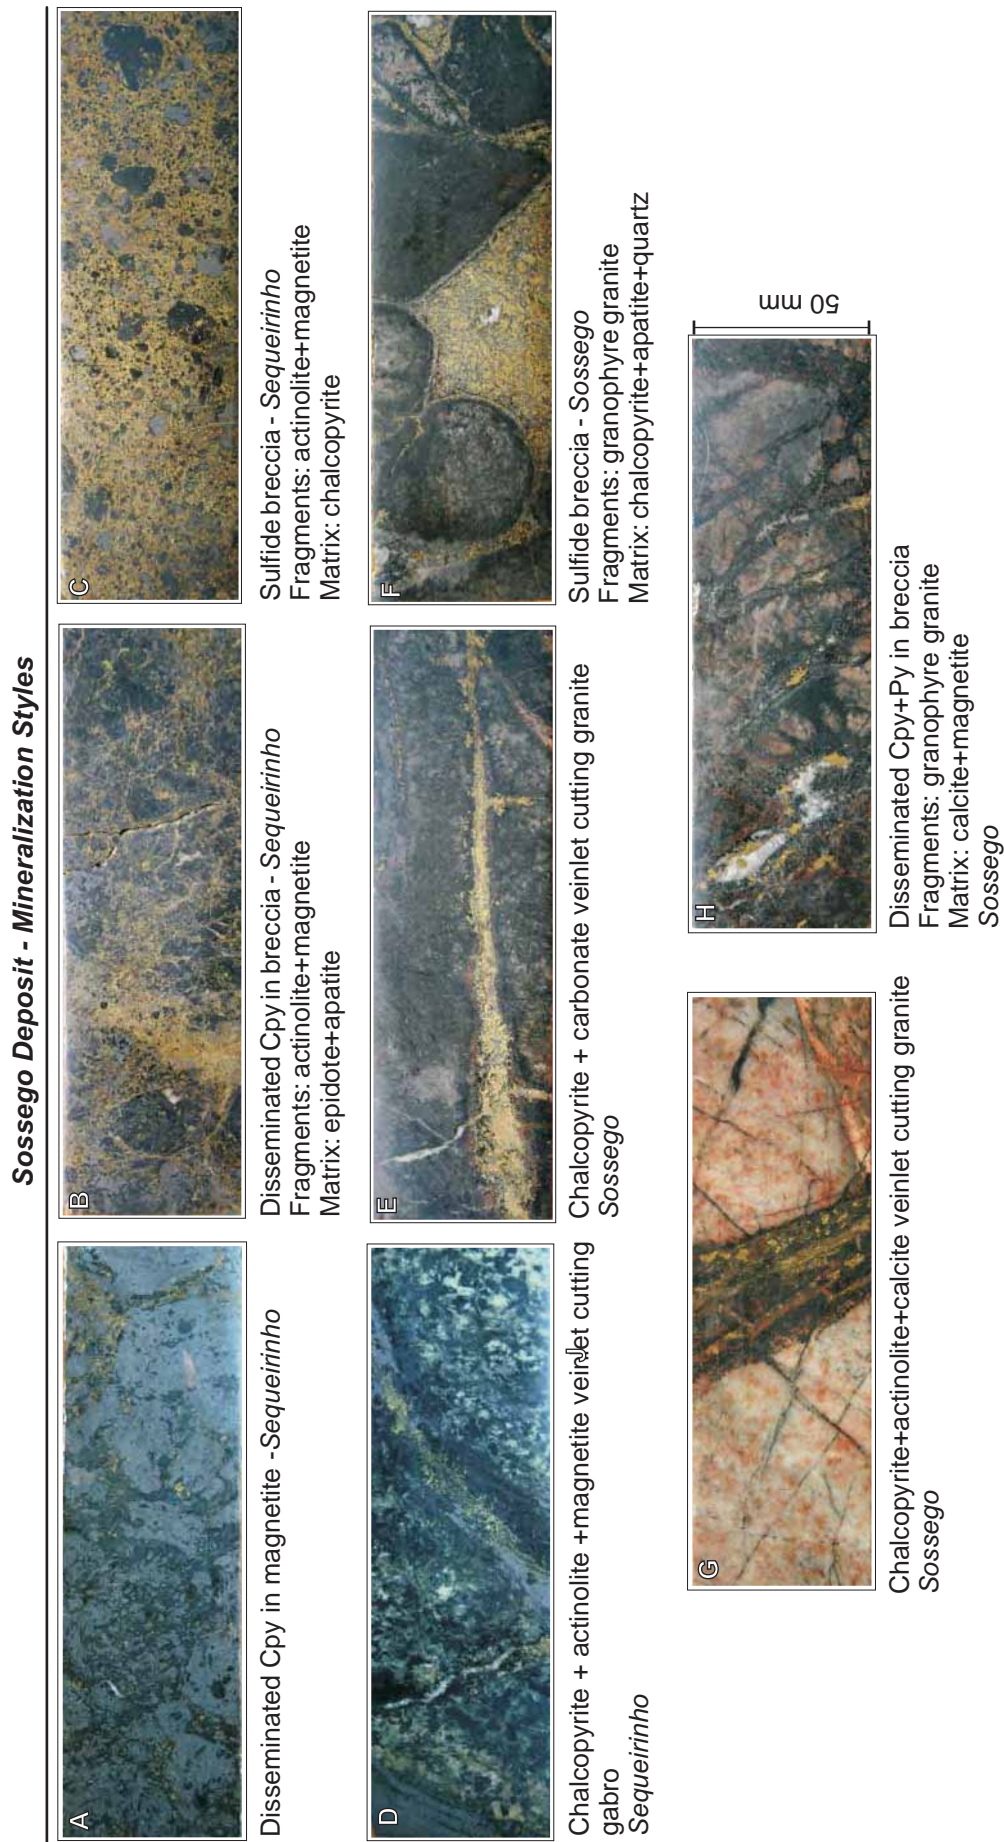 Sossego Deposit - Mineralization Styles
A
Disseminated Cpy in magnetite -Sequeirinho
B
Disseminated Cpy in breccia - Sequeirinho
Fragments: actinolite+magnetite
Matrix: epidote+apatite
C
Sulfide breccia - Sequeirinho
Fragments: actinolite+magnetite
Matrix: chalcopyrite
D
Chalcopyrite + actinolite +magnetite veinlet cutting
gabro
Sequeirinho
E
Chalcopyrite + carbonate veinlet cutting granite
Sossego
F
Sulfide breccia - Sossego
Fragments: granophyre granite
Matrix: chalcopyrite+apatite+quartz
G
Chalcopyrite+actinolite+calcite veinlet cutting granite
Sossego
H
Disseminated Cpy+Py in breccia
Fragments: granophyre granite
Matrix: calcite+magnetite
Sossego
50 mm